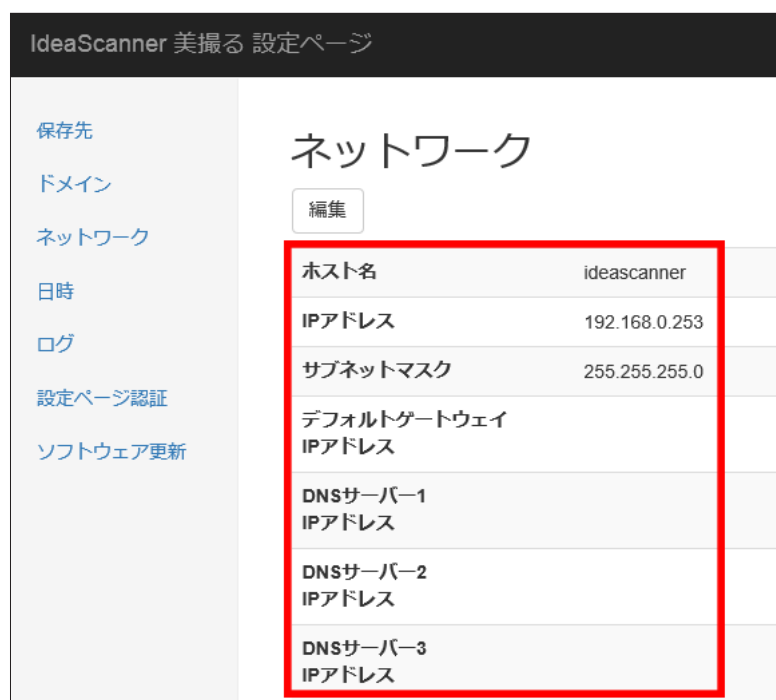 IdeaScanner 美撮る 設定ページ
保存先
ドメイン
ネットワーク
日時
ログ
設定ページ認証
ソフトウェア更新
ネットワーク
編集
ホスト名 ideascanner
IPアドレス 192.168.0.253
サブネットマスク 255.255.255.0
デフォルトゲートウェイ
IPアドレス
DNSサーバー1
IPアドレス
DNSサーバー2
IPアドレス
DNSサーバー3
IPアドレス